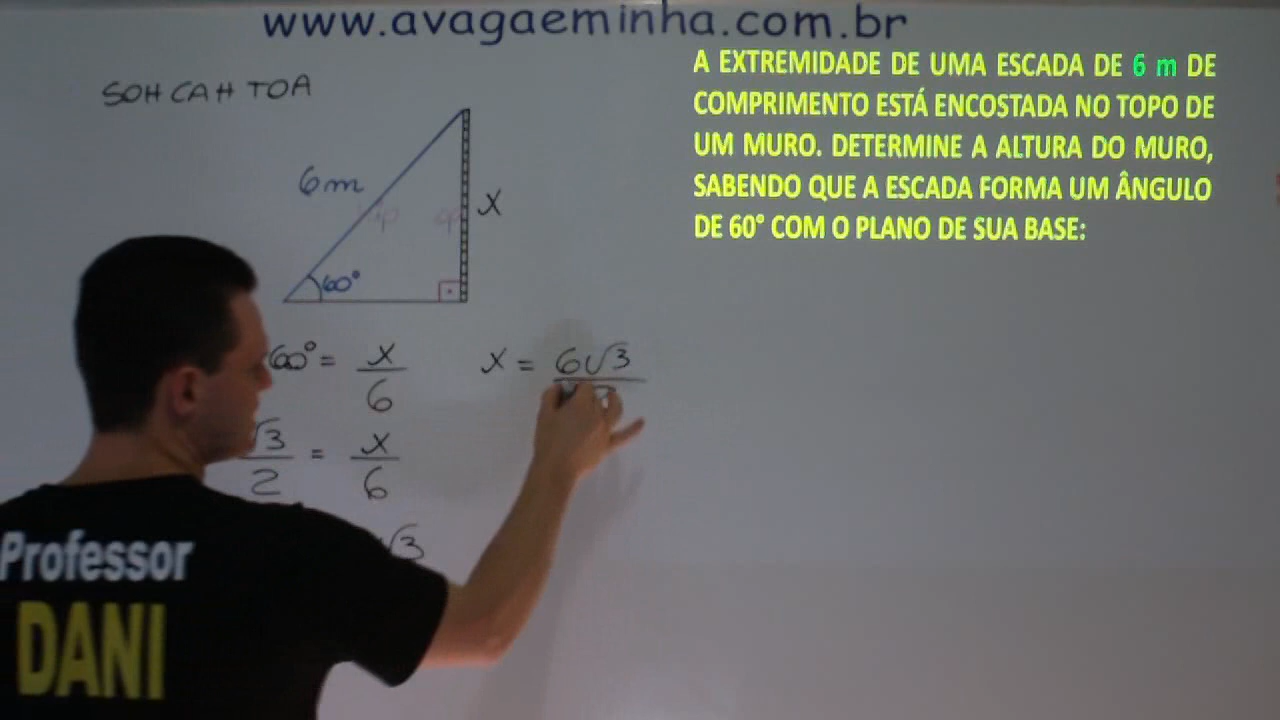 www.avagaeminha.com.br
SOH CAH TOA
A EXTREMIDADE DE UMA ESCADA DE 6 m DE
COMPRIMENTO ESTÁ ENCOSTADA NO TOPO DE
UM MURO. DETERMINE A ALTURA DO MURO,
SABENDO QUE A ESCADA FORMA UM ÂNGULO
DE 60° COM O PLANO DE SUA BASE:
6m
x
60°
60° = x/6
x = 6√3
√3/2 = x/6
√3
Professor
DANI